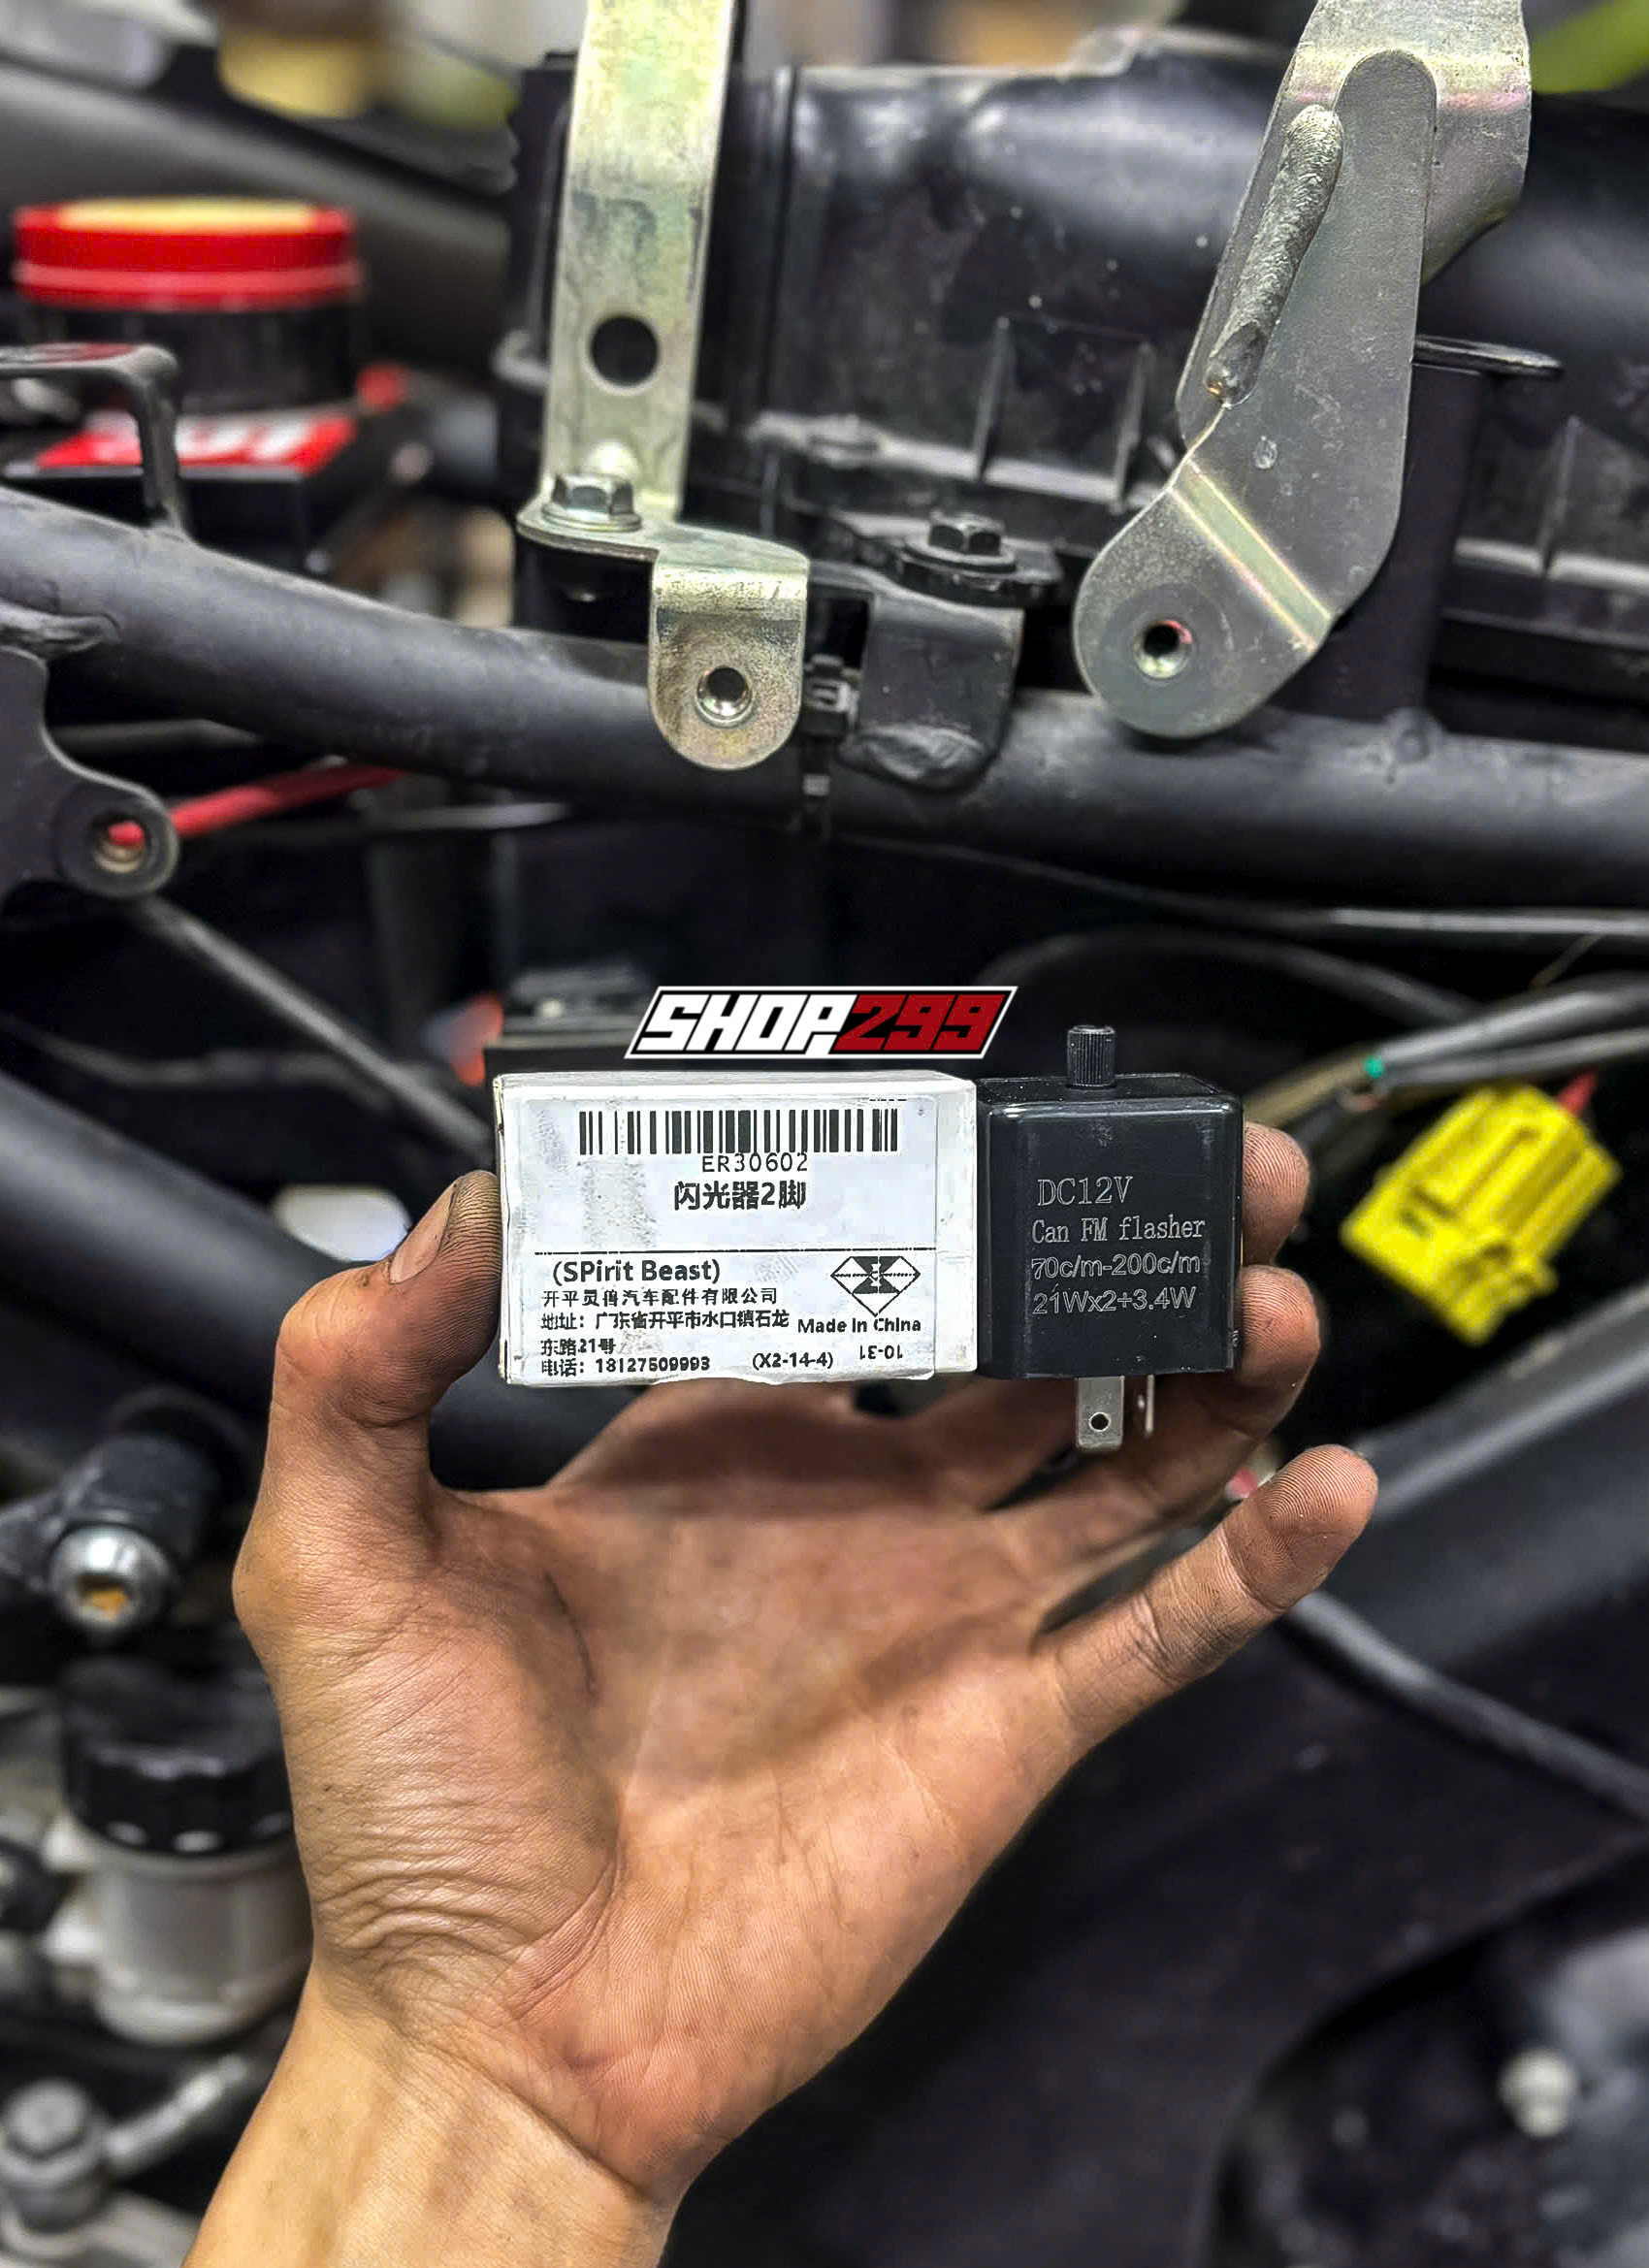 SHOP299
ER30602
闪光器2脚
(SPirit Beast)
开平灵兽汽车配件有限公司
地址：广东省开平市水口镇石龙
东路21号
Made In China
电话：18127509993
(X2-14-4)
10-31
DC12V
Can FM flasher
70c/m-200c/m
21Wx2+3.4W